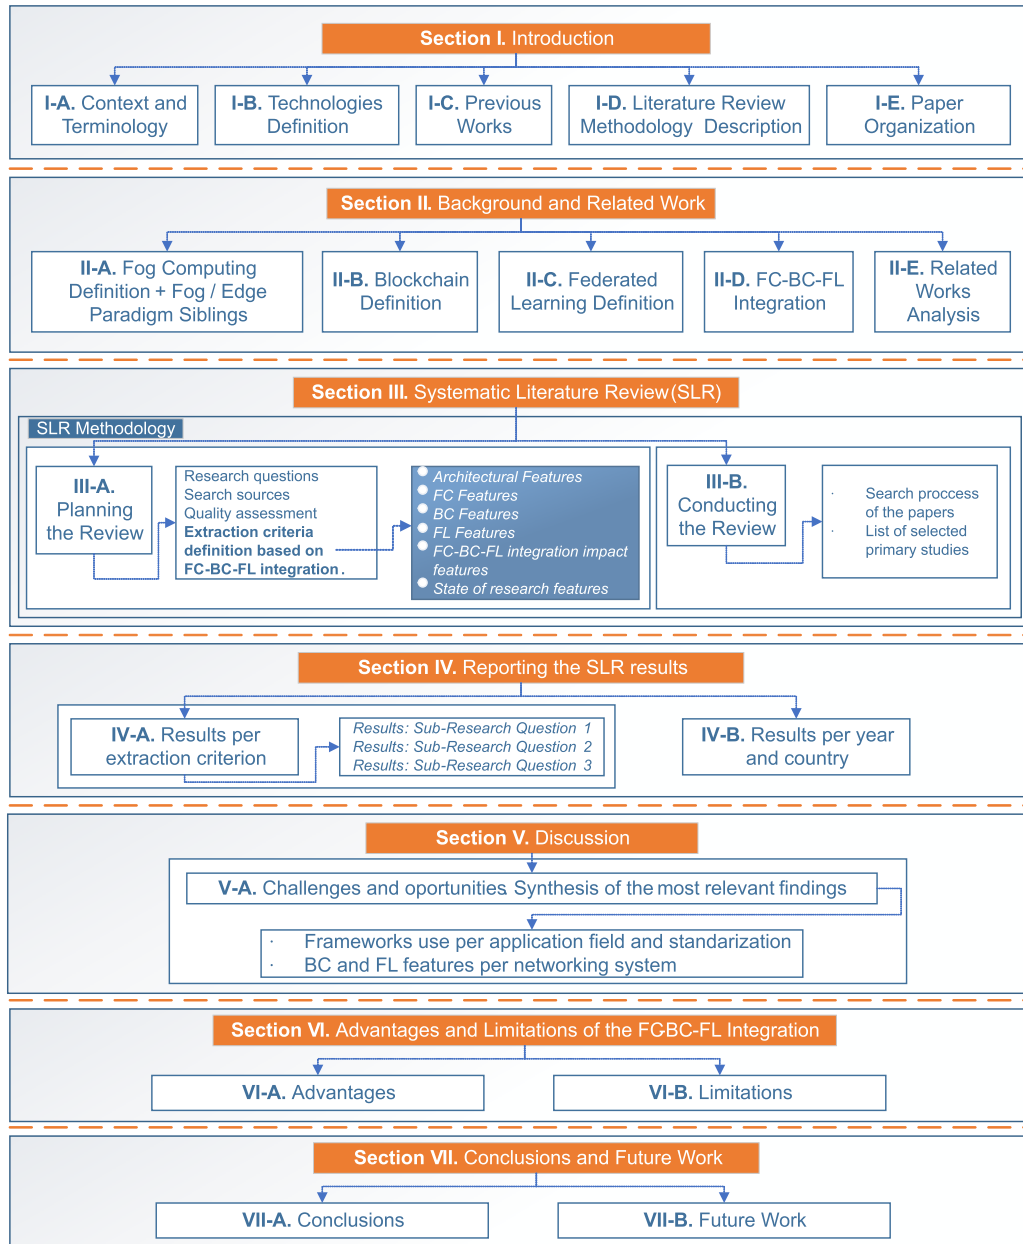 Section I. Introduction
I-A. Context and
Terminology
I-B. Technologies
Definition
I-C. Previous
Works
I-D. Literature Review
Methodology Description
I-E. Paper
Organization
Section II. Background and Related Work
II-A. Fog Computing
Definition + Fog / Edge
Paradigm Siblings
II-B. Blockchain
Definition
II-C. Federated
Learning Definition
II-D. FC-BC-FL
Integration
II-E. Related
Works
Analysis
Section III. Systematic Literature Review (SLR)
SLR Methodology
III-A.
Planning
the Review
Research questions
Search sources
Quality assessment
Extraction criteria
definition based on
FC-BC-FL integration.
Architectural Features
FC Features
BC Features
FL Features
FC-BC-FL integration impact
features
State of research features
III-B.
Conducting
the Review
· Search proccess
of the papers
· List of selected
primary studies
Section IV. Reporting the SLR results
IV-A. Results per
extraction criterion
Results: Sub-Research Question 1
Results: Sub-Research Question 2
Results: Sub-Research Question 3
IV-B. Results per year
and country
Section V. Discussion
V-A. Challenges and oportunities. Synthesis of the most relevant findings
· Frameworks use per application field and standarization
· BC and FL features per networking system
Section VI. Advantages and Limitations of the FC-BC-FL Integration
VI-A. Advantages
VI-B. Limitations
Section VII. Conclusions and Future Work
VII-A. Conclusions
VII-B. Future Work